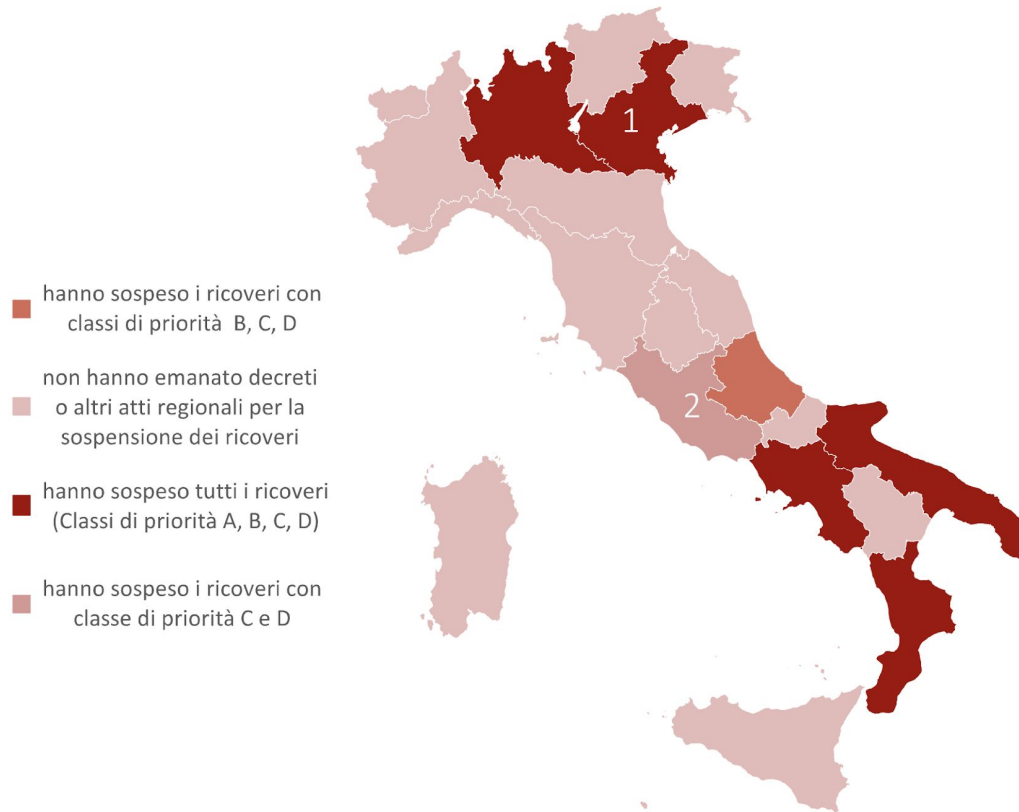 1
hanno sospeso i ricoveri con
classi di priorità B, C, D
non hanno emanato decreti
o altri atti regionali per la
sospensione dei ricoveri
2
hanno sospeso tutti i ricoveri
(Classi di priorità A, B, C, D)
hanno sospeso i ricoveri con
classe di priorità C e D